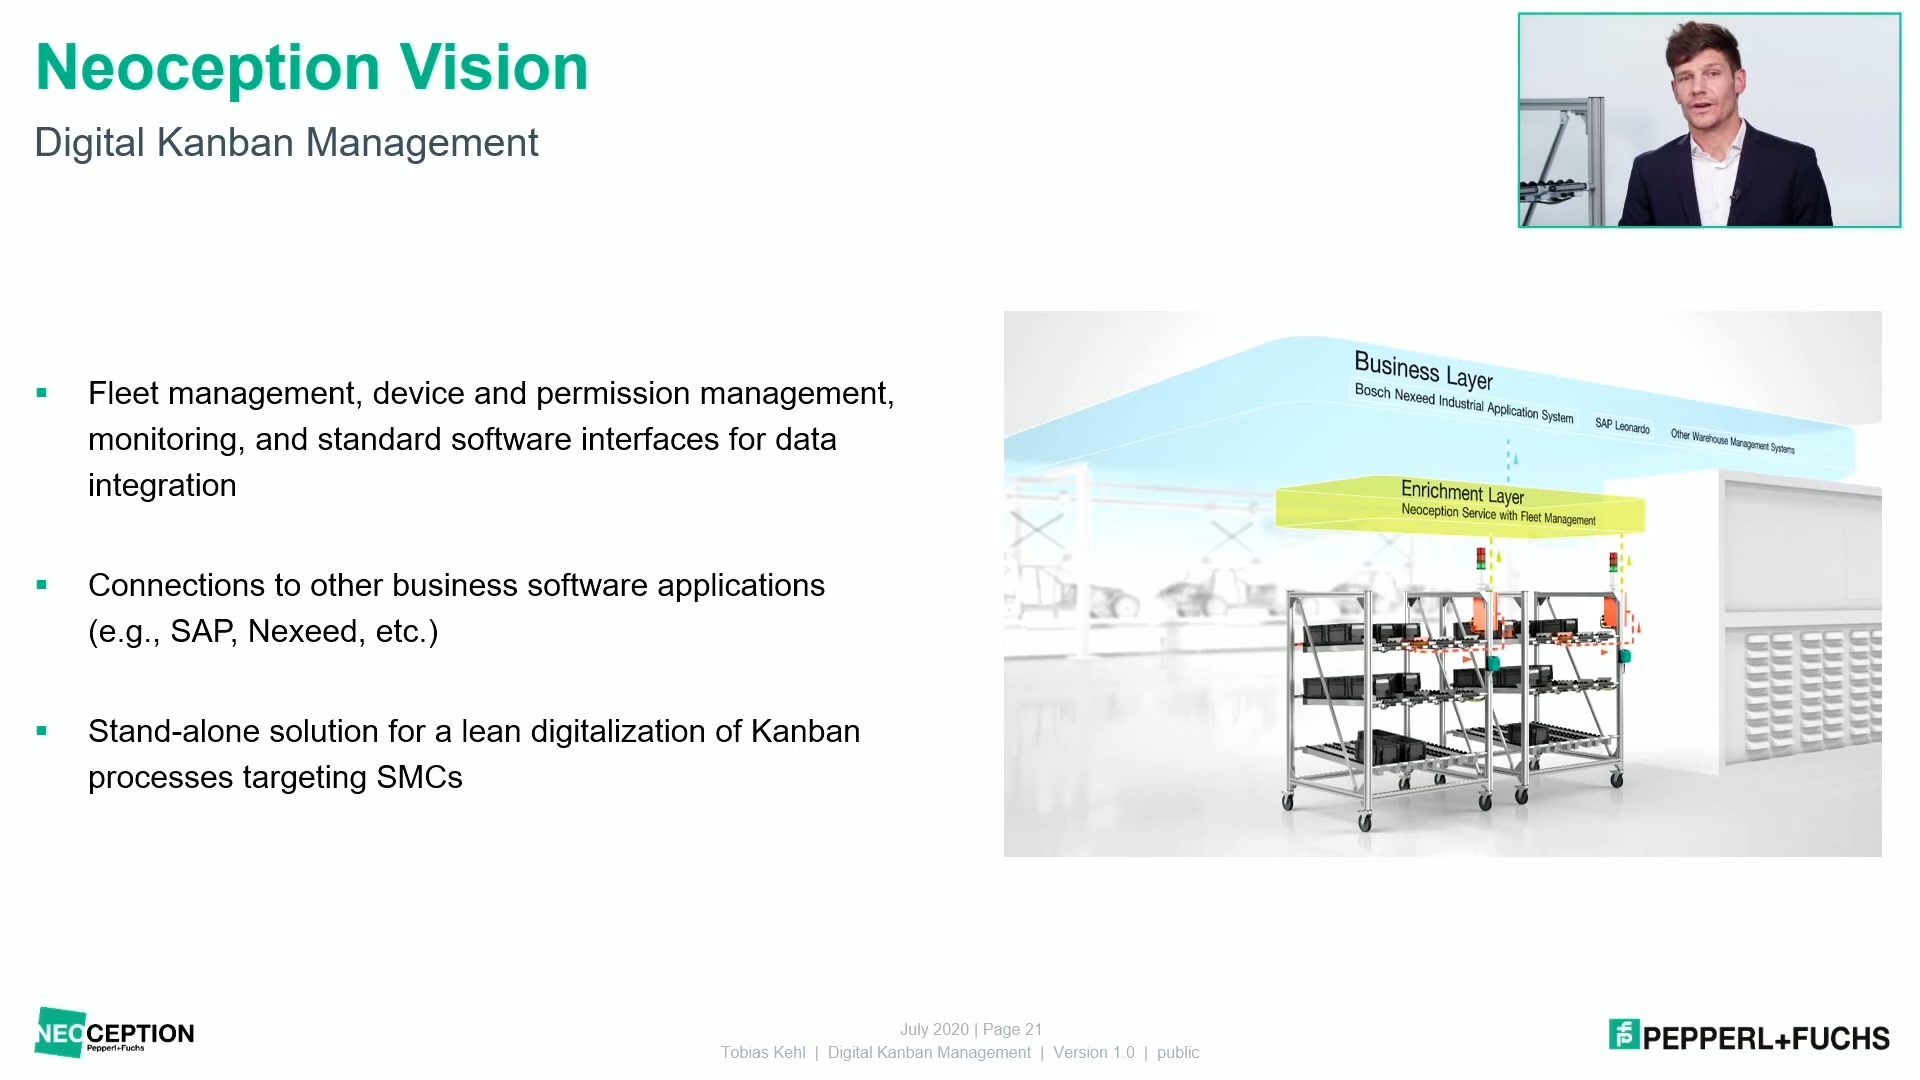 Neoception Vision
Digital Kanban Management
Fleet management, device and permission management,
monitoring, and standard software interfaces for data
integration
Connections to other business software applications
(e.g., SAP, Nexeed, etc.)
Stand-alone solution for a lean digitalization of Kanban
processes targeting SMCs
Business Layer
Bosch Nexeed Industrial Application System SAP Leonardo Other Warehouse Management Systems
Enrichment Layer
Neoception Service with Fleet Management
NEOCEPTION
Pepperl+Fuchs
July 2020 | Page 21
Tobias Kehl | Digital Kanban Management | Version 1.0 | public
PEPPERL+FUCHS